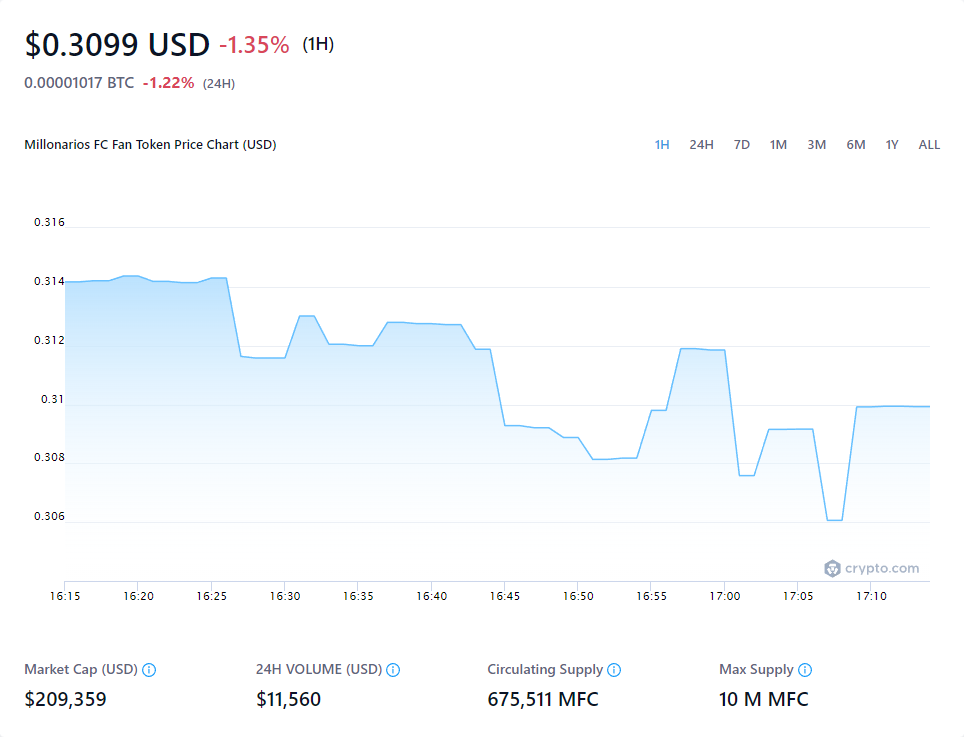 $0.3099 USD -1.35% (1H)
0.00001017 BTC -1.22% (24H)
Millonarios FC Fan Token Price Chart (USD) 1H 24H 7D 1M 3M 6M 1Y ALL
0.316
0.314
0.312
0.31
0.308
0.306
crypto.com
16:15 16:20 16:25 16:30 16:35 16:40 16:45 16:50 16:55 17:00 17:05 17:10
Market Cap (USD) 24H VOLUME (USD) Circulating Supply Max Supply
$209,359 $11,560 675,511 MFC 10 M MFC